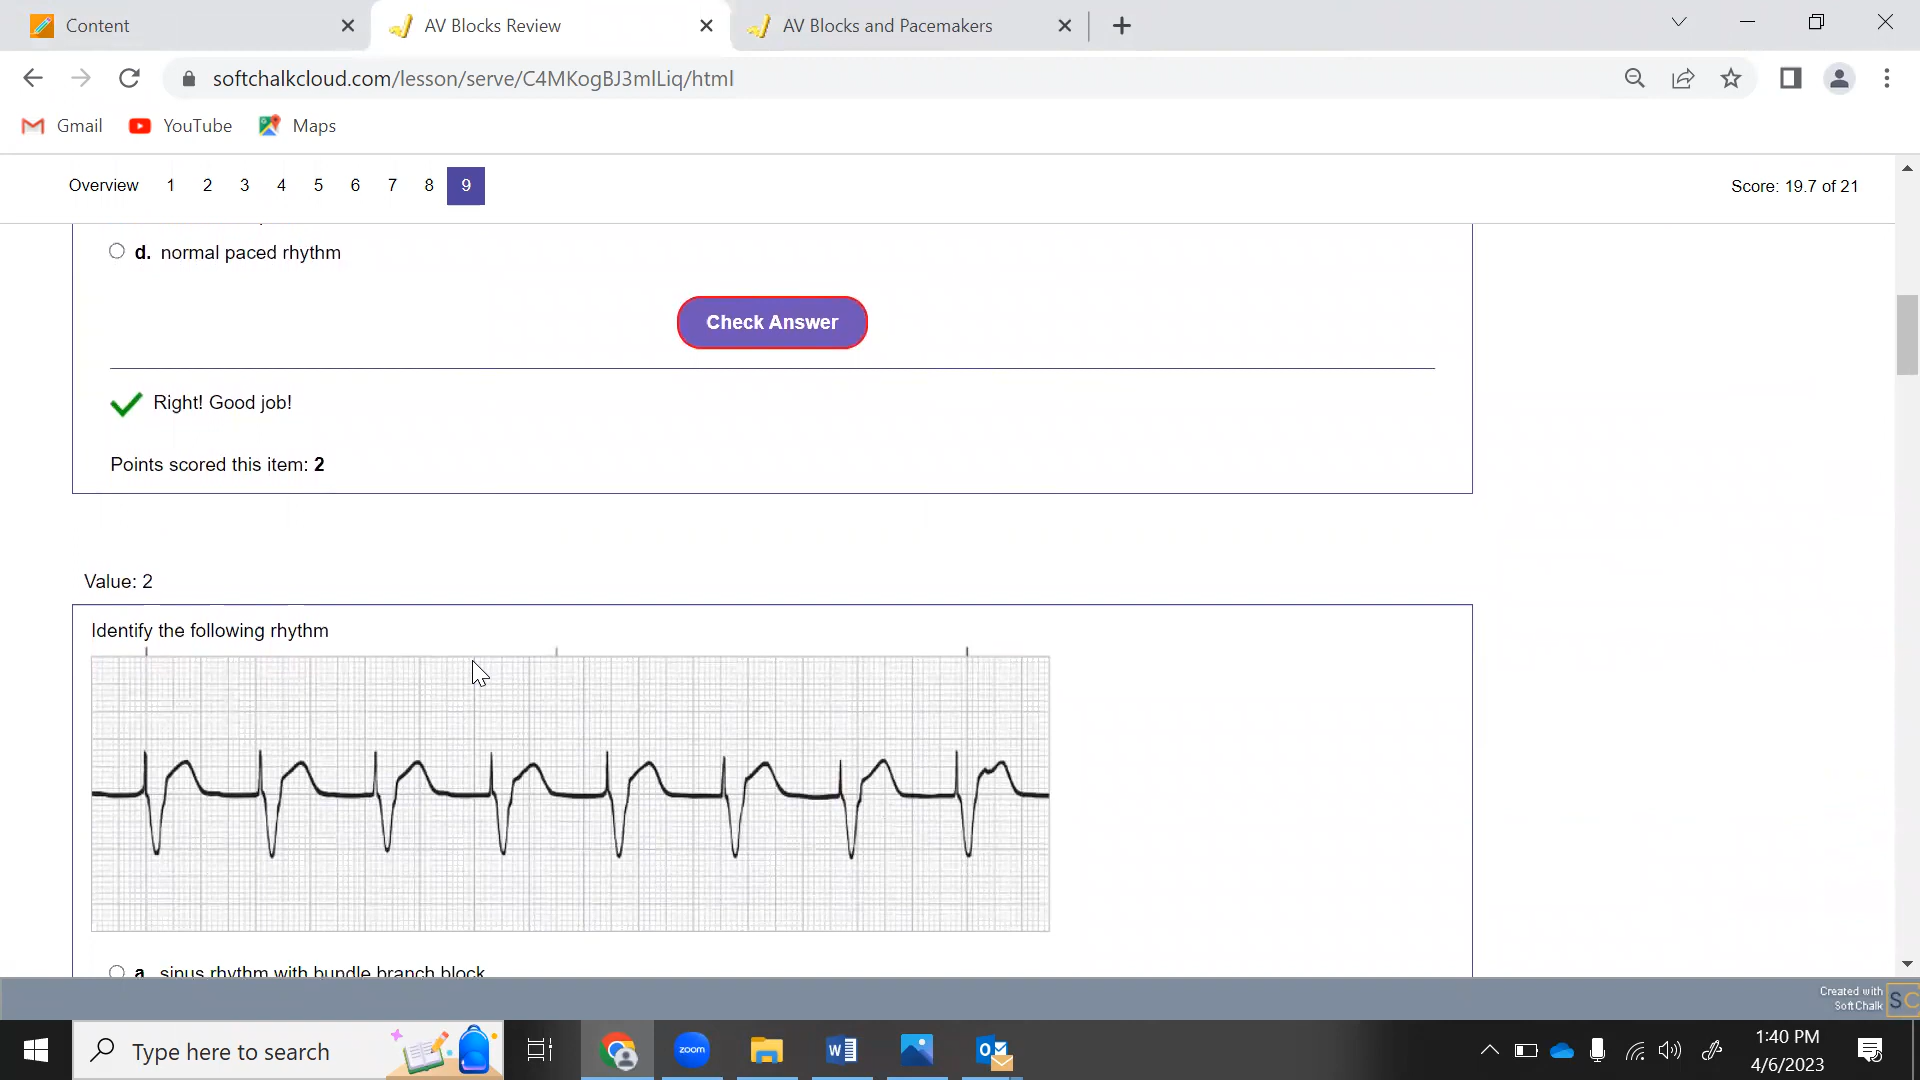 Content
AV Blocks Review
AV Blocks and Pacemakers
softchalkcloud.com/lesson/serve/C4MKogBJ3mlLiq/html
Gmail
YouTube
Maps
Overview 1 2 3 4 5 6 7 8 9
Score: 19.7 of 21
d. normal paced rhythm
Check Answer
Right! Good job!
Points scored this item: 2
Value: 2
Identify the following rhythm
a. sinus rhythm with bundle branch block
Created with
SoftChalk
SC
Type here to search
zoom
1:40 PM
4/6/2023